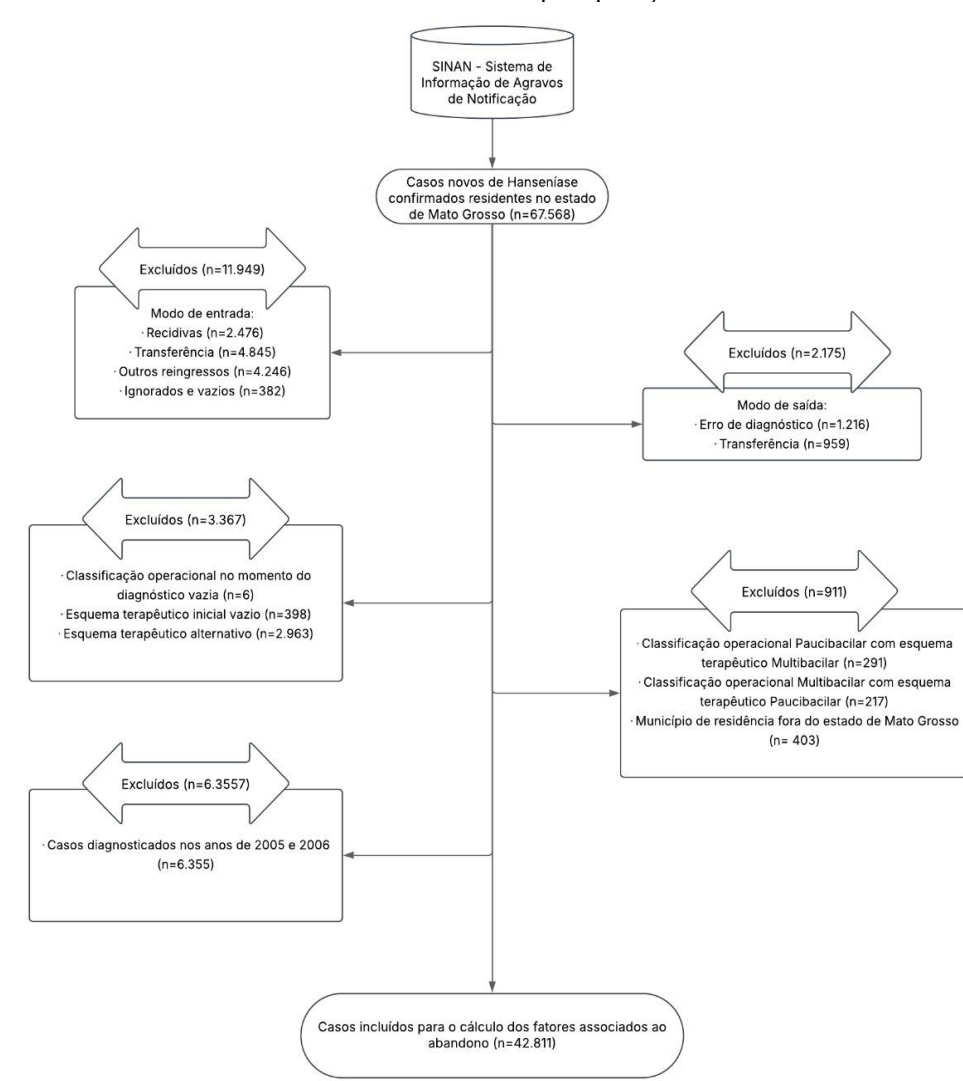 SINAN - Sistema de
Informação de Agravos
de Notificação
Casos novos de Hanseníase
confirmados residentes no estado
de Mato Grosso (n=67.568)
Excluídos (n=11.949)
Modo de entrada:
· Recidivas (n=2.476)
· Transferência (n=4.845)
· Outros reingressos (n=4.246)
· Ignorados e vazios (n=382)
Excluídos (n=2.175)
Modo de saída:
· Erro de diagnóstico (n=1.216)
· Transferência (n=959)
Excluídos (n=3.367)
· Classificação operacional no momento do
diagnóstico vazia (n=6)
· Esquema terapêutico inicial vazio (n=398)
· Esquema terapêutico alternativo (n=2.963)
Excluídos (n=911)
· Classificação operacional Paucibacilar com esquema
terapêutico Multibacilar (n=291)
· Classificação operacional Multibacilar com esquema
terapêutico Paucibacilar (n=217)
· Município de residência fora do estado de Mato Grosso
(n= 403)
Excluídos (n=6.3557)
· Casos diagnosticados nos anos de 2005 e 2006
(n=6.355)
Casos incluídos para o cálculo dos fatores associados ao
abandono (n=42.811)